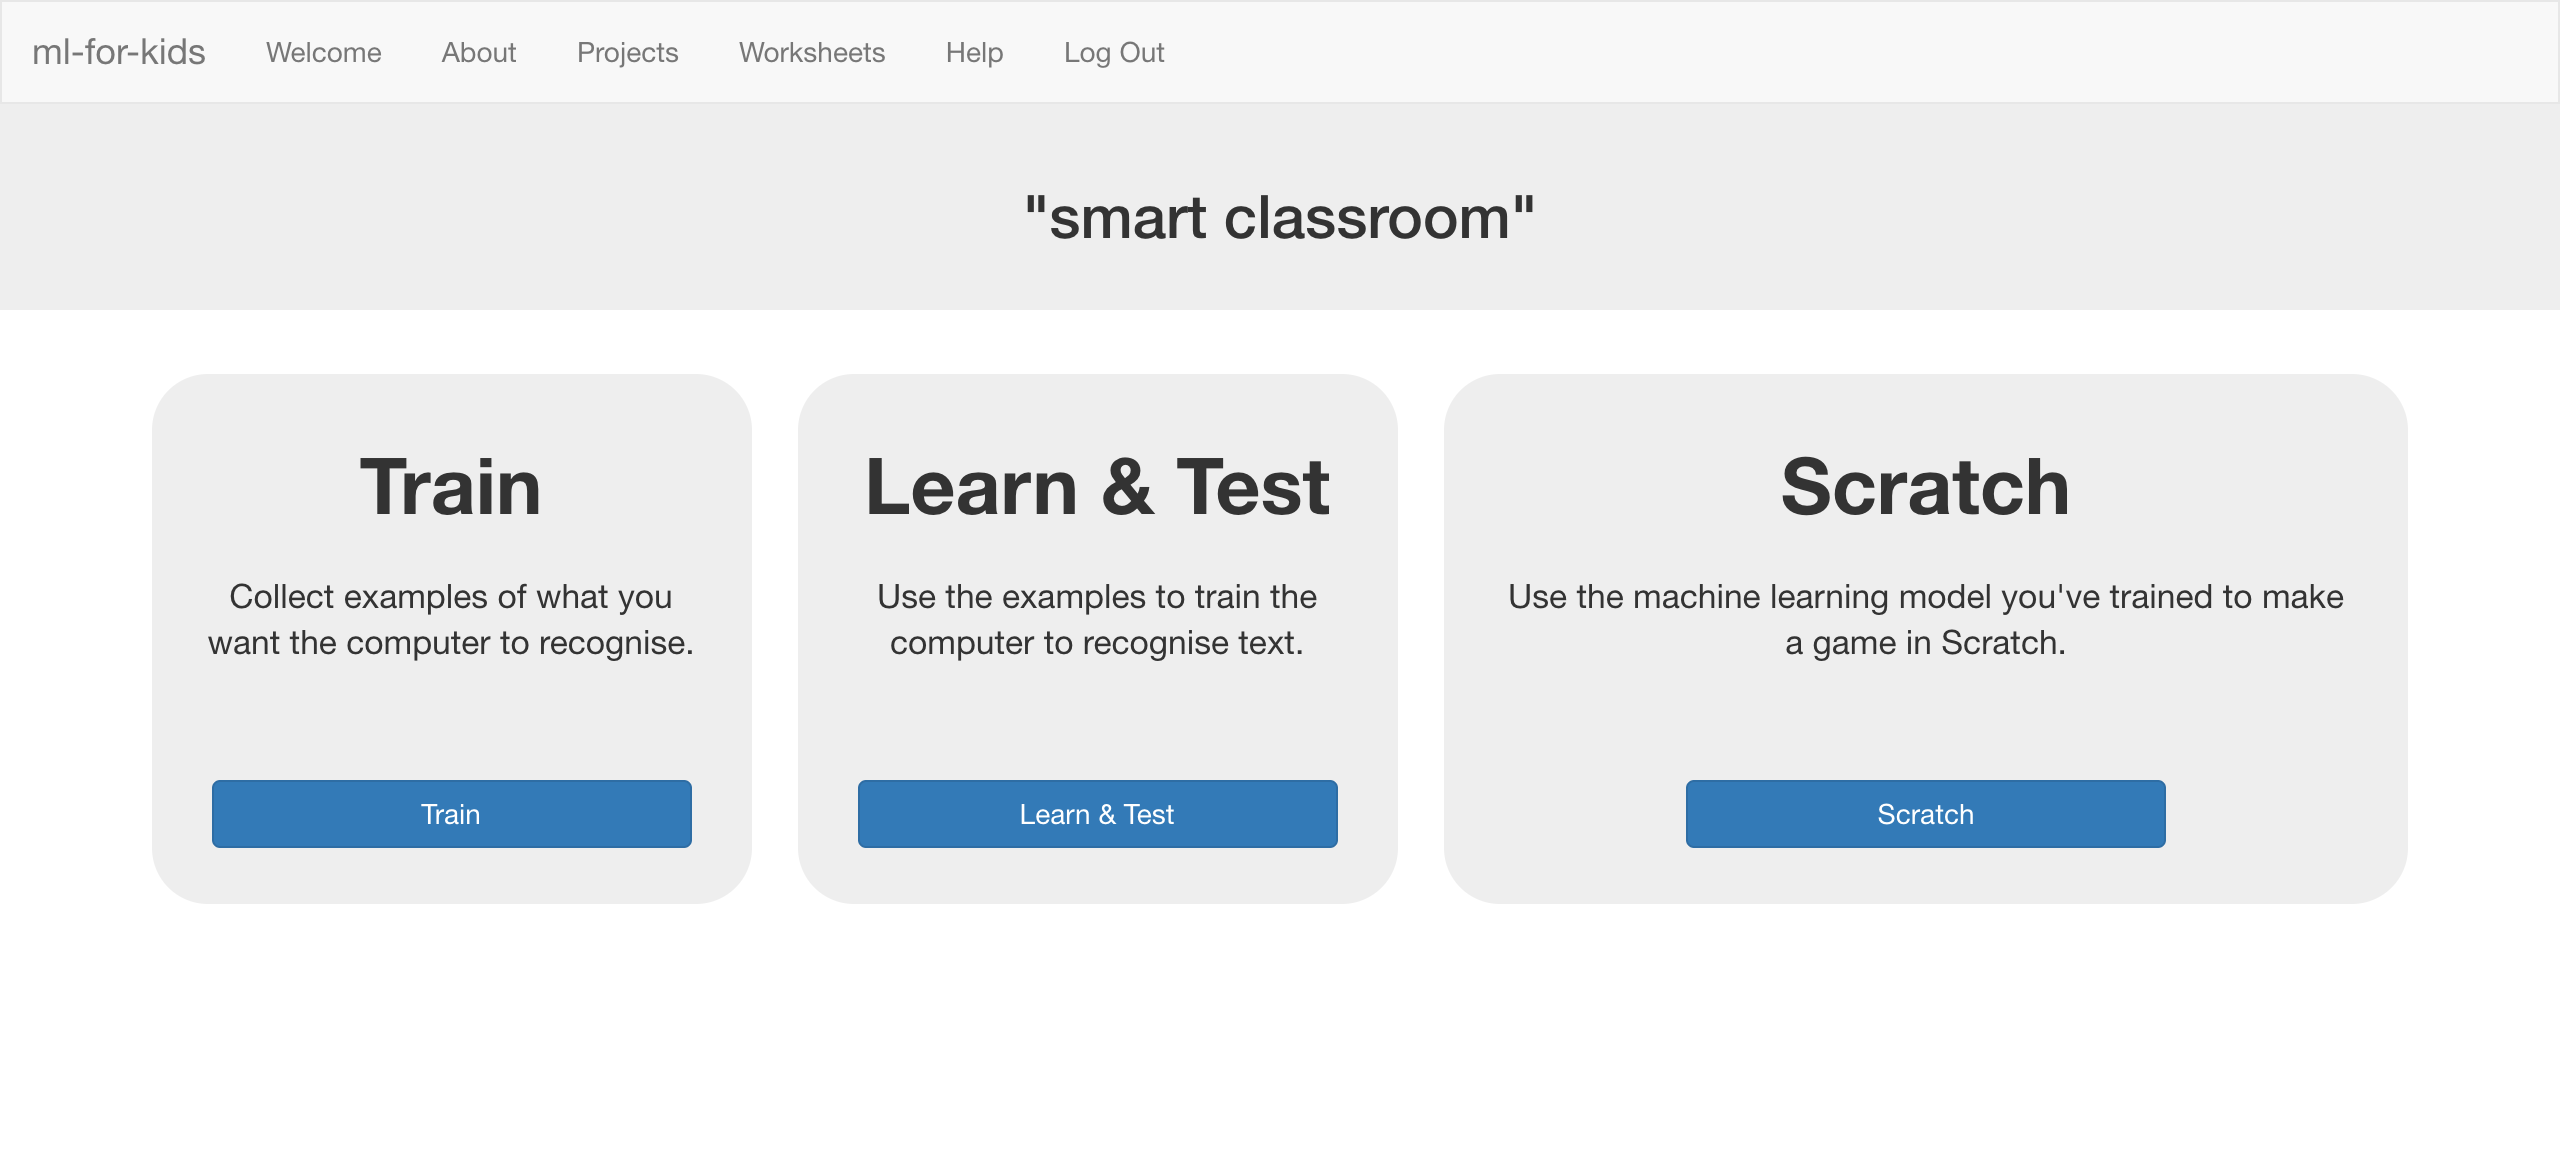 ml-for-kids Welcome About Projects Worksheets Help Log Out
"smart classroom"
Train
Collect examples of what you
want the computer to recognise.
Train
Learn & Test
Use the examples to train the
computer to recognise text.
Learn & Test
Scratch
Use the machine learning model you've trained to make
a game in Scratch.
Scratch